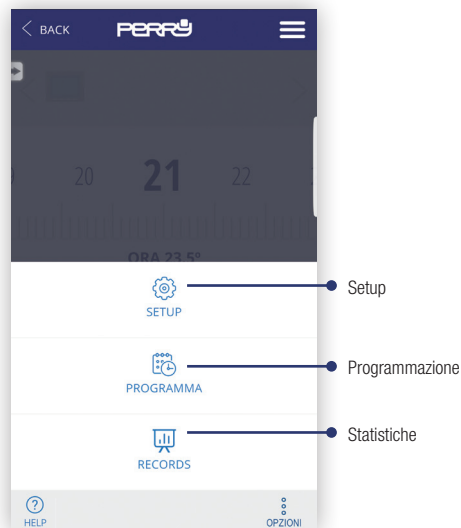 BACK
PERRY
20 21 22
ORA 23.5°
SETUP
Setup
PROGRAMMA
Programmazione
RECORDS
Statistiche
HELP
OPZIONI